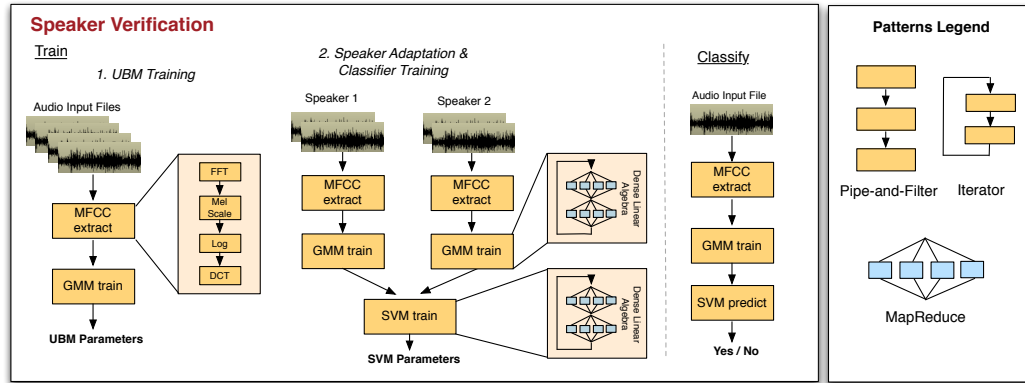 Speaker Verification
Train
1. UBM Training
Audio Input Files
MFCC
extract
GMM train
UBM Parameters
FFT
Mel
Scale
Log
DCT
2. Speaker Adaptation &
Classifier Training
Speaker 1
Speaker 2
MFCC
extract
MFCC
extract
GMM train
GMM train
Dense Linear
Algebra
SVM train
Dense Linear
Algebra
SVM Parameters
Classify
Audio Input File
MFCC
extract
GMM train
SVM predict
Yes / No
Patterns Legend
Pipe-and-Filter
Iterator
MapReduce